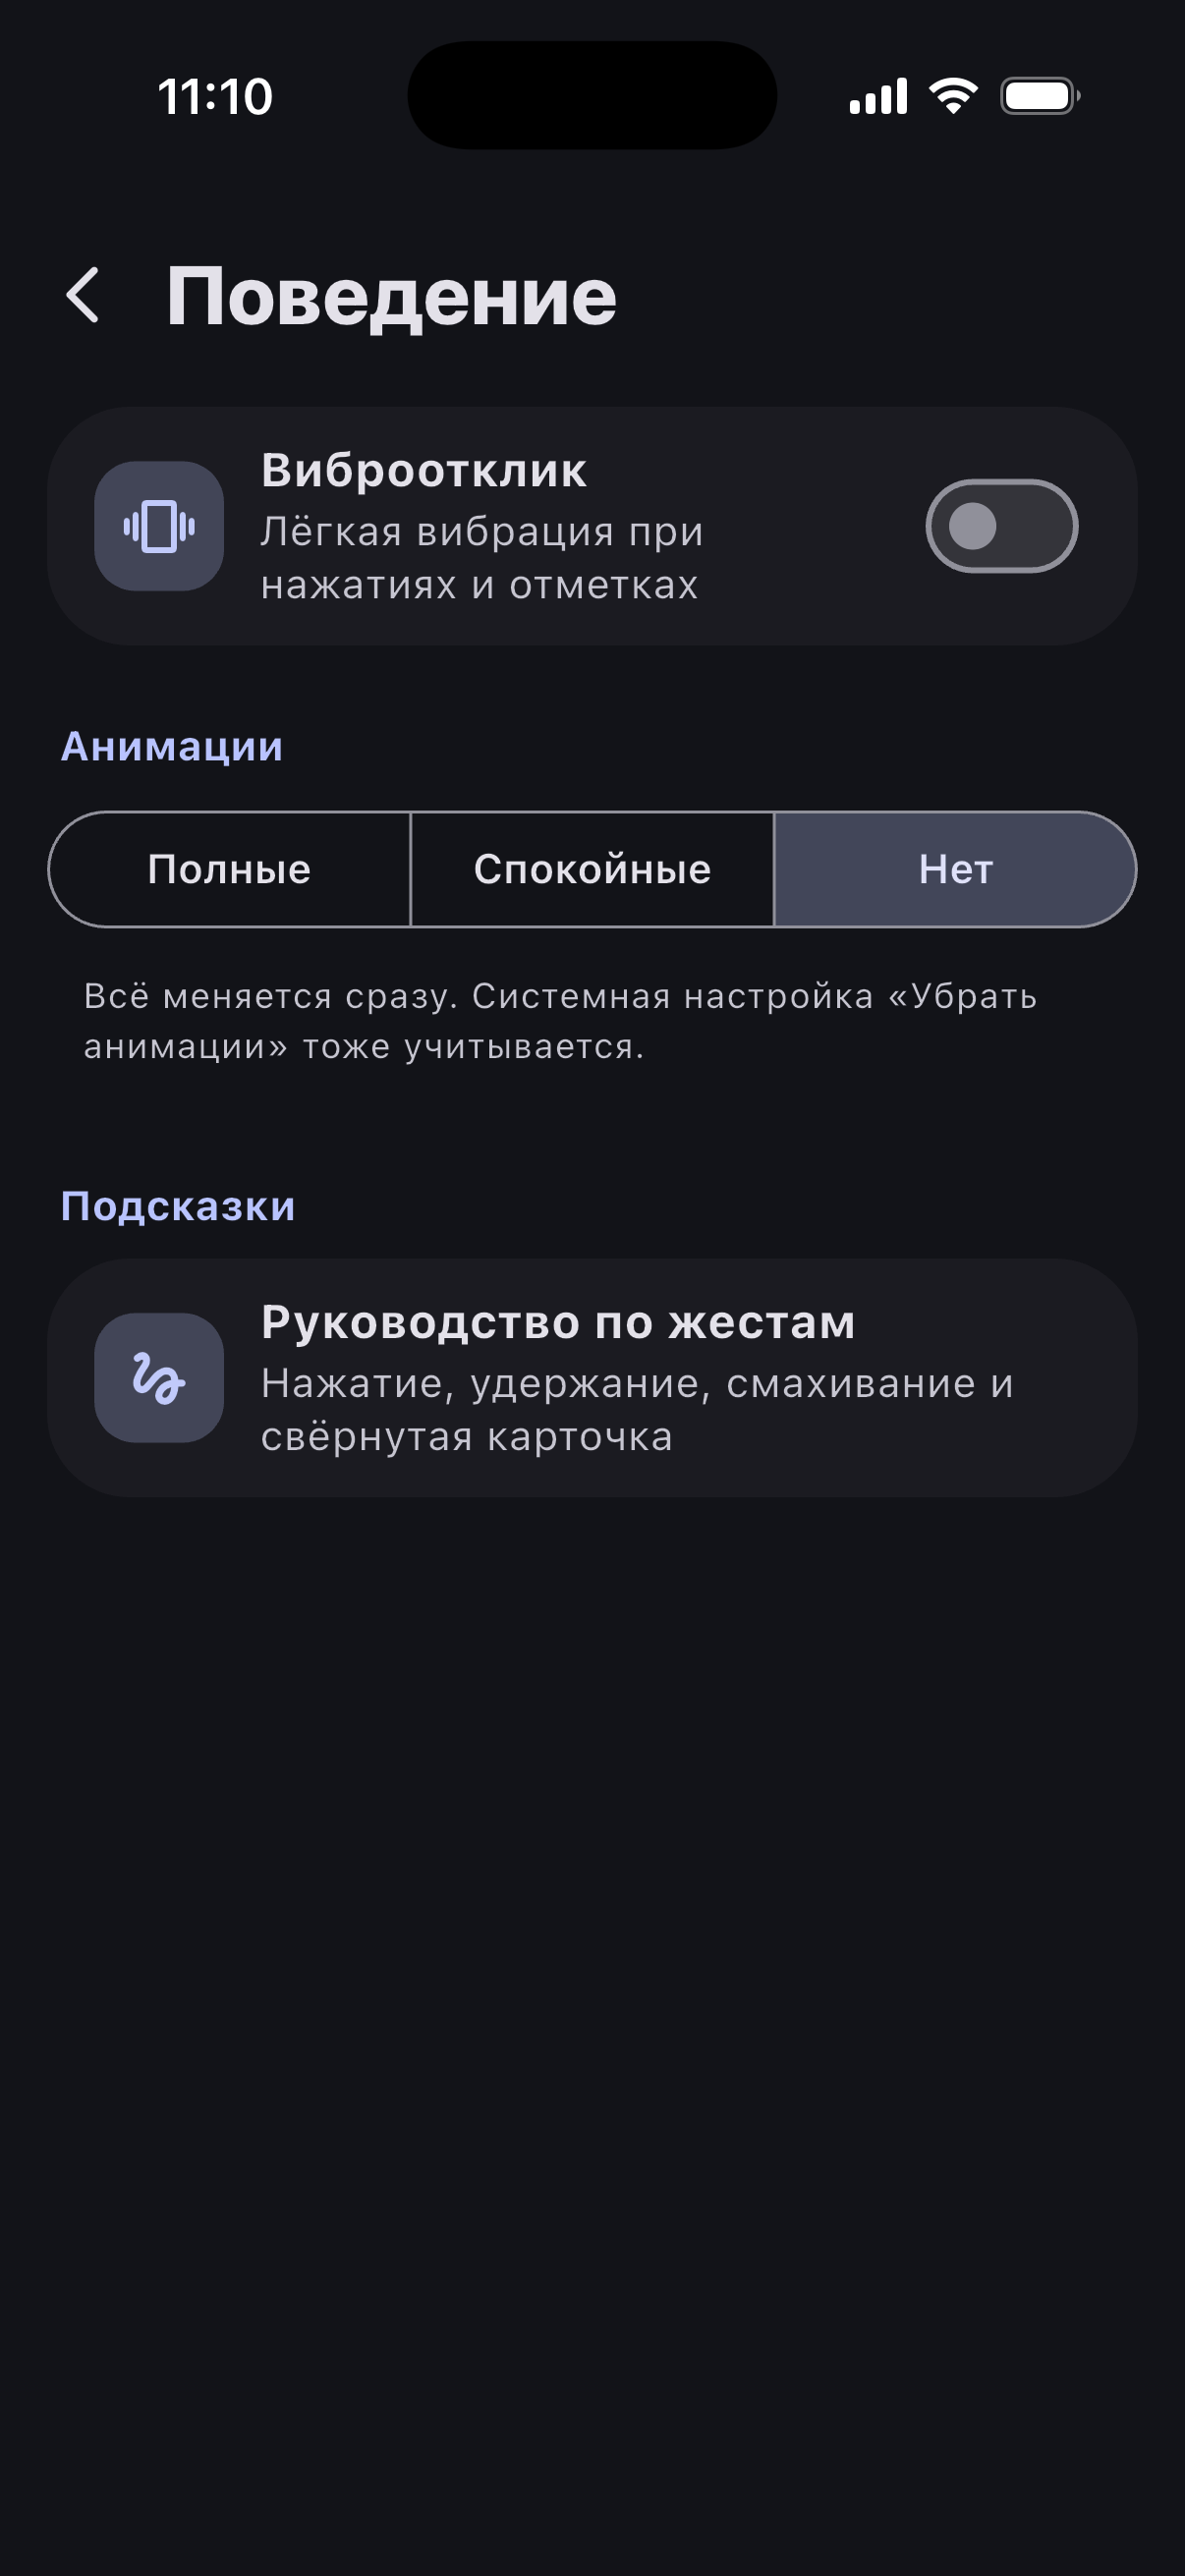 11:10
Поведение
Виброотклик
Лёгкая вибрация при
нажатиях и отметках
Анимации
Полные
Спокойные
Нет
Всё меняется сразу. Системная настройка «Убрать
анимации» тоже учитывается.
Подсказки
Руководство по жестам
Нажатие, удержание, смахивание и
свёрнутая карточка